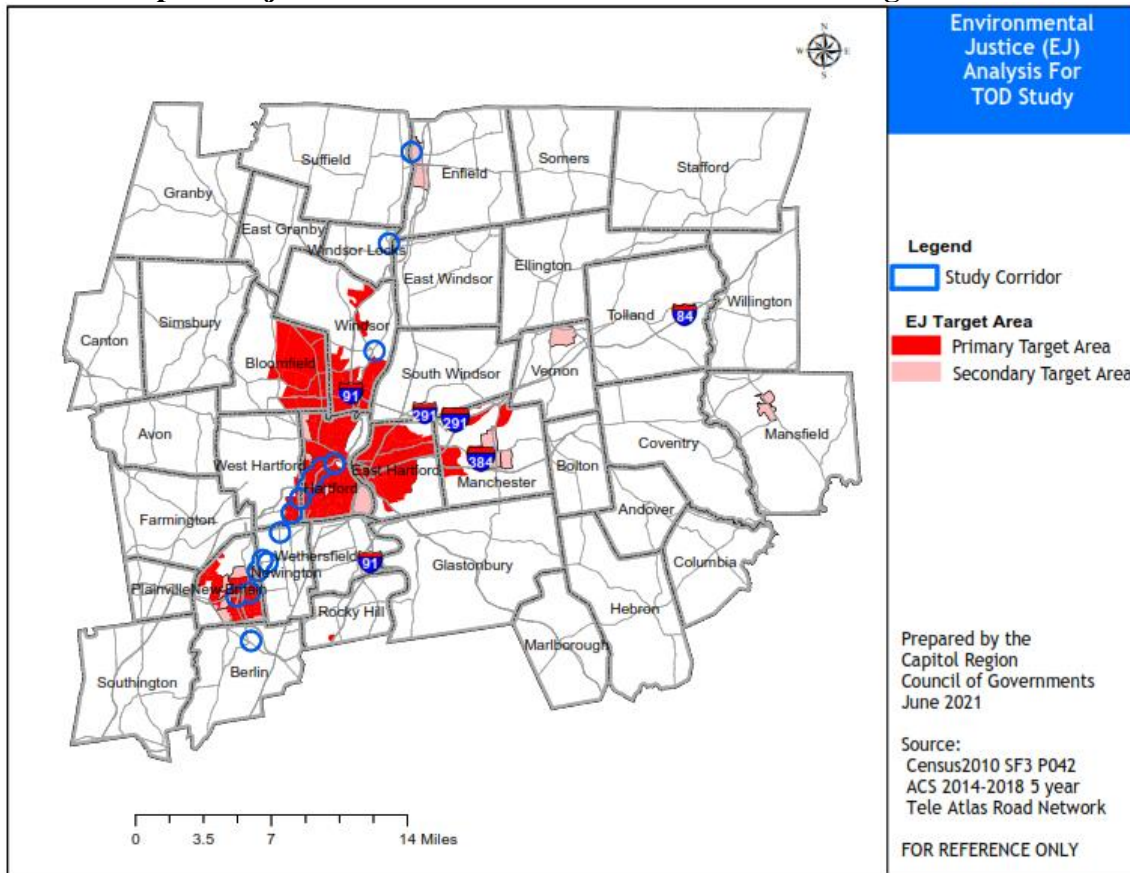 Environmental
Justice (EJ)
Analysis For
TOD Study
N
W E
S
Suffield
Enfield
Somers
Stafford
Granby
East Granby
Windsor Locks
East Windsor
Ellington
Willington
Tolland
84
Simsbury
Canton
Windsor
Bloomfield
South Windsor
Vernon
91
291
291
Mansfield
Avon
West Hartford
East Hartford
384
Manchester
Coventry
Bolton
Hartford
Farmington
Andover
Wethersfield
91
Glastonbury
Columbia
Newington
Plainville
New Britain
Rocky Hill
Hebron
Marlborough
Berlin
Southington
0 3.5 7 14 Miles
Legend
Study Corridor
EJ Target Area
Primary Target Area
Secondary Target Area
Prepared by the
Capitol Region
Council of Governments
June 2021
Source:
Census2010 SF3 P042
ACS 2014-2018 5 year
Tele Atlas Road Network
FOR REFERENCE ONLY